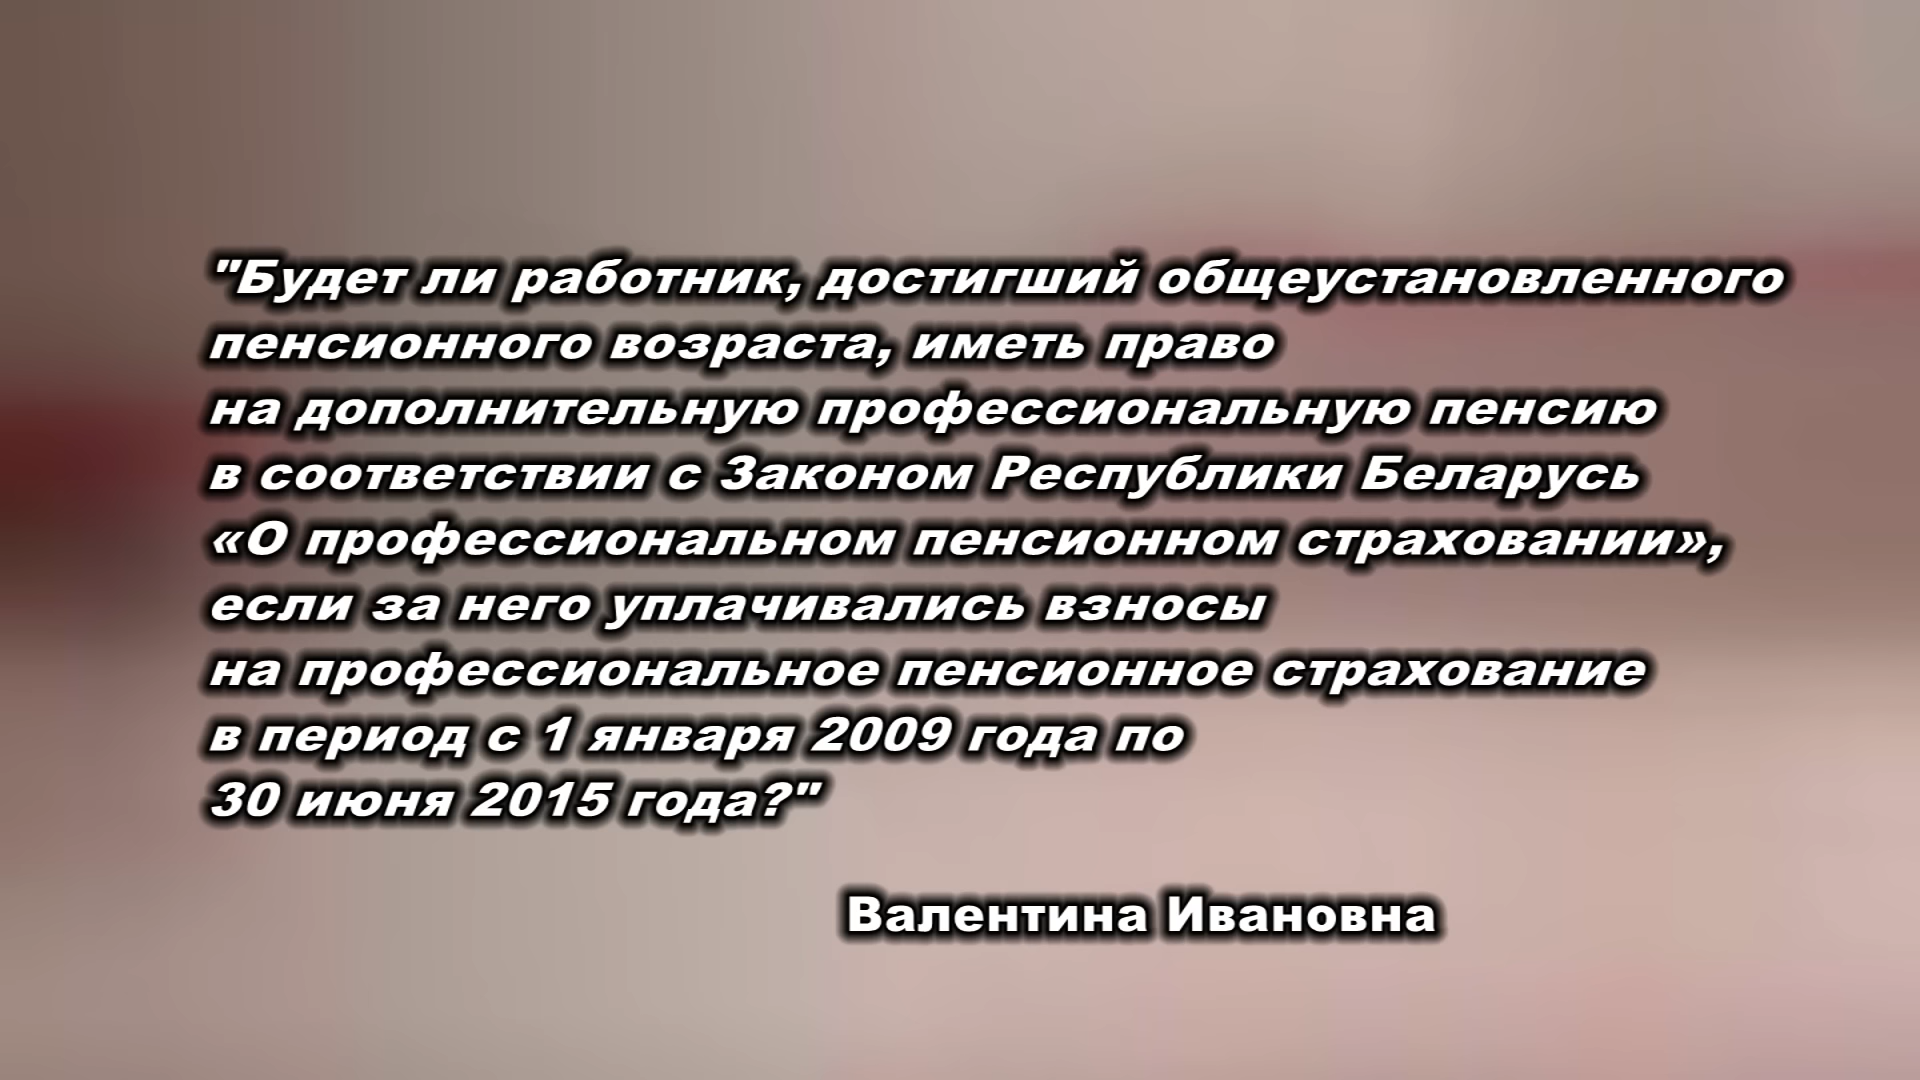 "Будет ли работник, достигший общеустановленного
пенсионного возраста, иметь право
на дополнительную профессиональную пенсию
в соответствии с Законом Республики Беларусь
«О профессиональном пенсионном страховании»,
если за него уплачивались взносы
на профессиональное пенсионное страхование
в период с 1 января 2009 года по
30 июня 2015 года?"
Валентина Ивановна